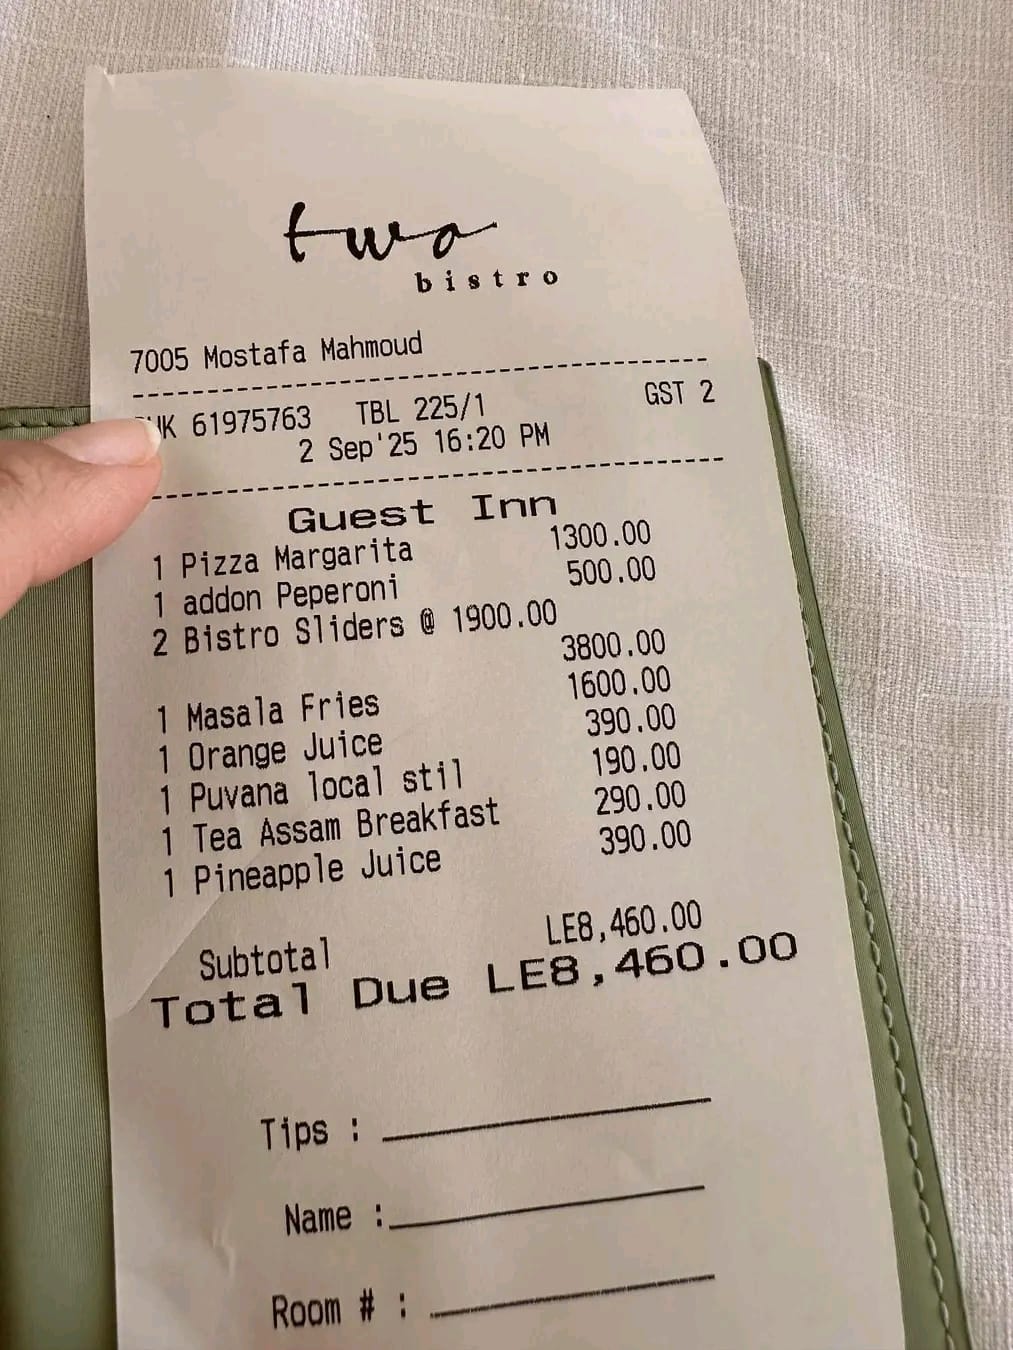 two
bistro
7005 Mostafa Mahmoud
61975763 TBL 225/1 GST 2
2 Sep'25 16:20 PM
Guest Inn
1 Pizza Margarita 1300.00
1 addon Peperoni 500.00
2 Bistro Sliders @ 1900.00
3800.00
1 Masala Fries 1600.00
1 Orange Juice 390.00
1 Puvana local stil 190.00
1 Tea Assam Breakfast 290.00
1 Pineapple Juice 390.00
Subtotal LE8,460.00
Total Due LE8,460.00
Tips :
Name :
Room # :